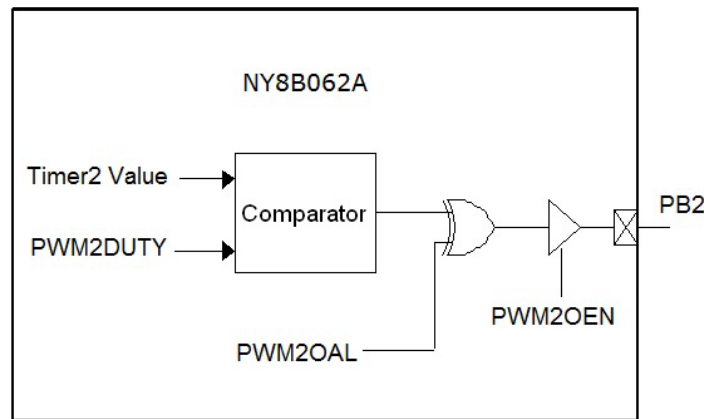 NY8B062A
Timer2 Value
Comparator
PB2
PWM2DUTY
PWM2OEN
PWM2OAL